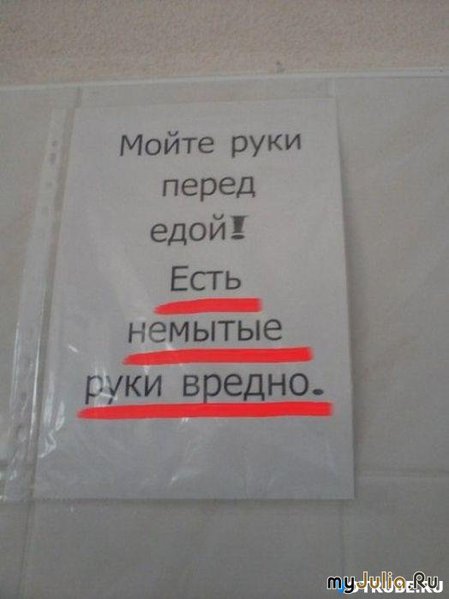 Мойте руки
перед
едой!
Есть
немытые
руки вредно.
myJulia.Ru